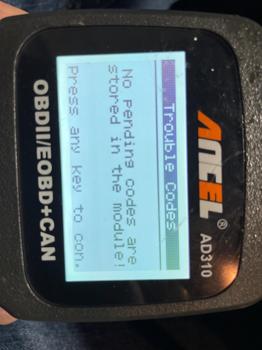 ANCEL®
AD310
Trouble Codes
No pending codes are
stored in the module!
Press any key to con.
OBDII/EOBD+CAN